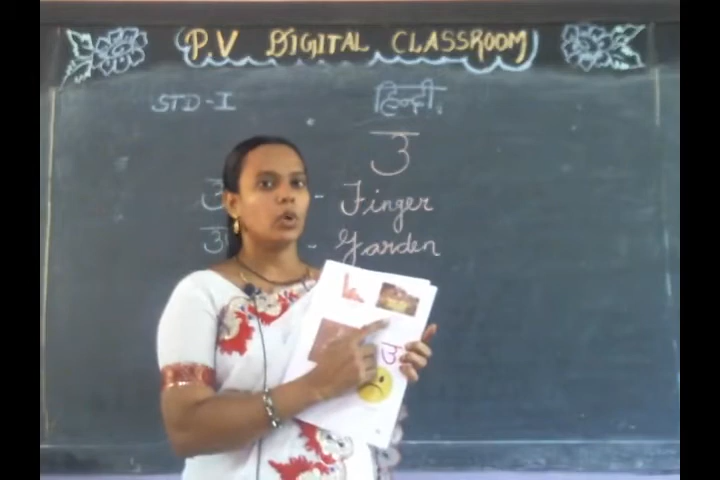 P.V DIGITAL CLASSROOM
STD-I
हिन्दी.
उ
उ - Finger
उ - Garden
उ